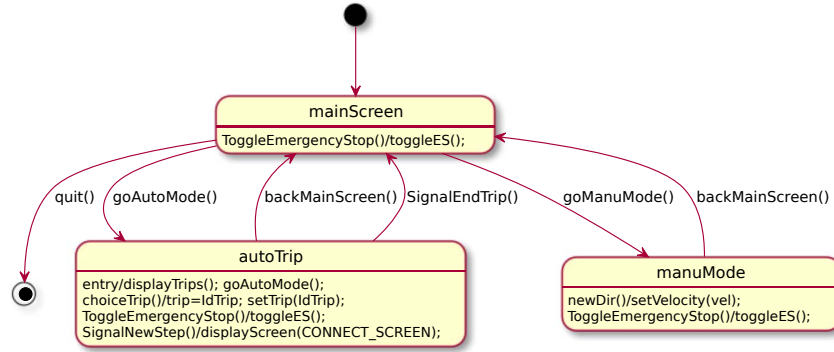 mainScreen
ToggleEmergencyStop()/toggleES();
quit()
goAutoMode()
backMainScreen()
SignalEndTrip()
goManuMode()
backMainScreen()
autoTrip
entry/displayTrips(); goAutoMode();
choiceTrip()/trip=IdTrip; setTrip(IdTrip);
ToggleEmergencyStop()/toggleES();
SignalNewStep()/displayScreen(CONNECT_SCREEN);
manuMode
newDir()/setVelocity(vel);
ToggleEmergencyStop()/toggleES();